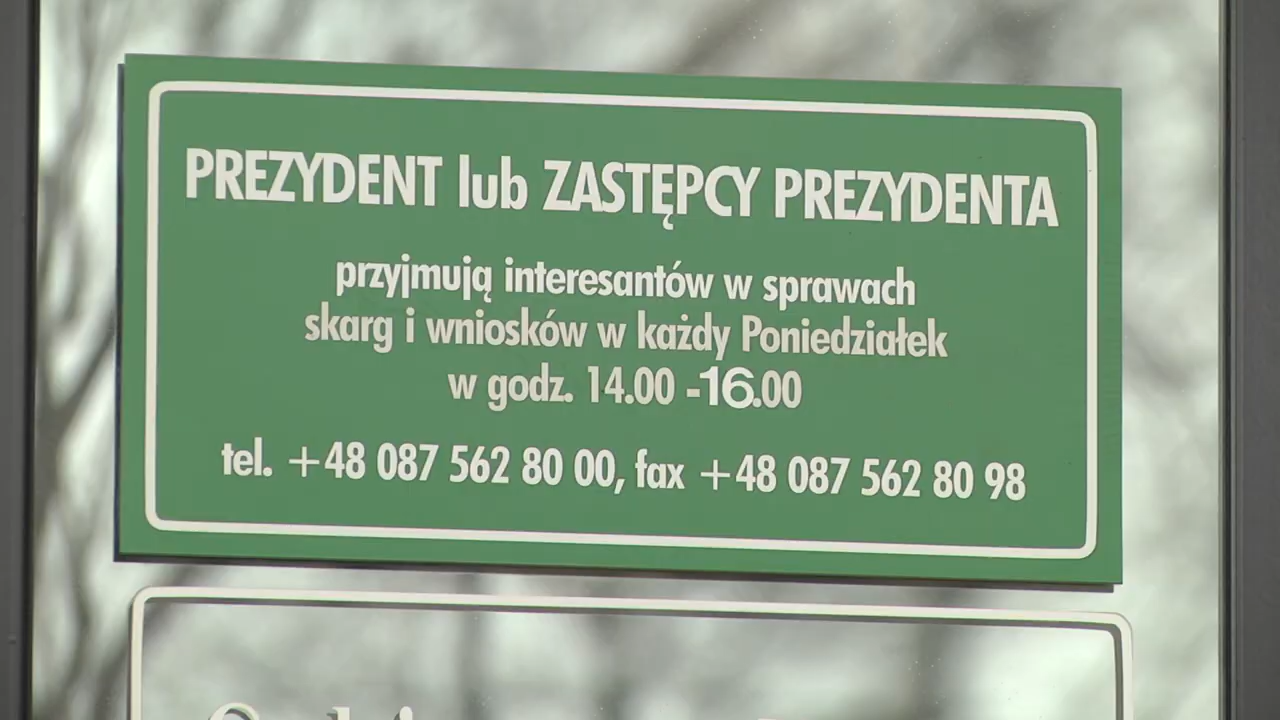 PREZYDENT lub ZASTĘPCY PREZYDENTA
przyjmują interesantów w sprawach
skarg i wniosków w każdy Poniedziałek
w godz. 14.00 -16.00
tel. +48 087 562 80 00, fax +48 087 562 80 98